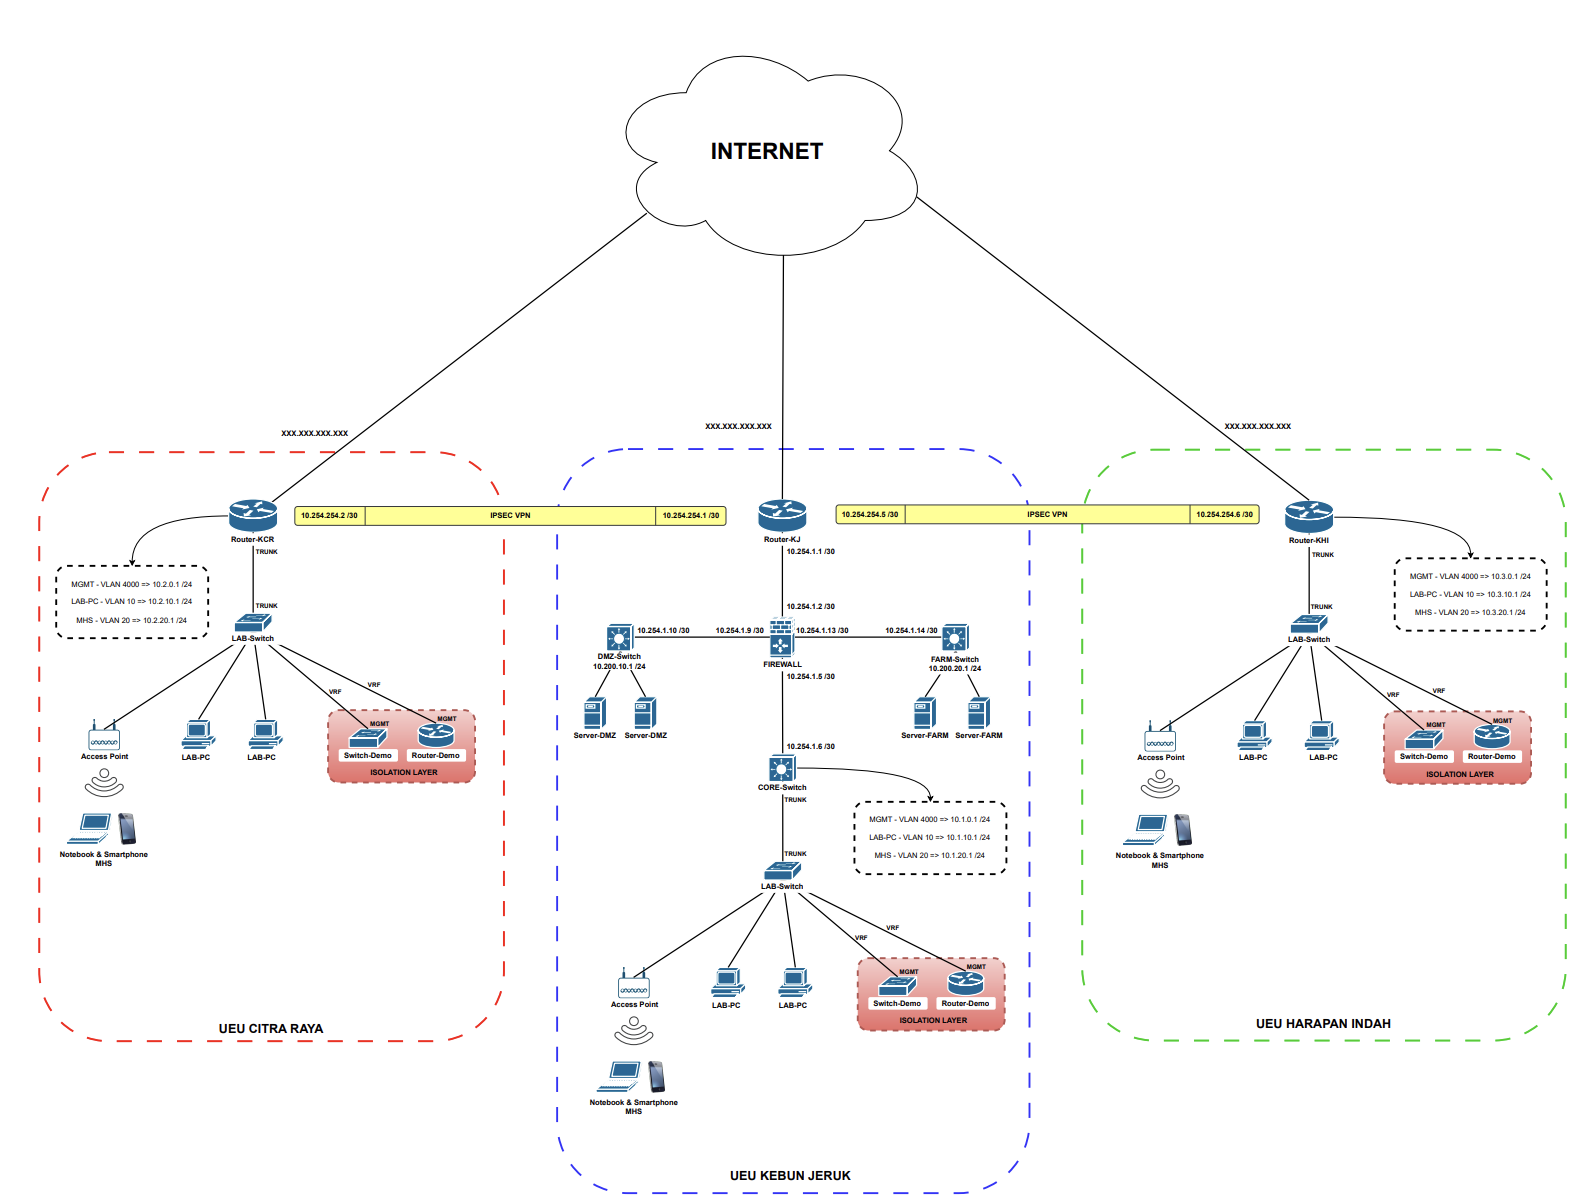 INTERNET
XXX.XXX.XXX.XXX
XXX.XXX.XXX.XXX
XXX.XXX.XXX.XXX
10.254.254.2 /30
IPSEC VPN
10.254.254.1 /30
10.254.254.5 /30
IPSEC VPN
10.254.254.6 /30
Router-KCR
TRUNK
MGMT - VLAN 4000 => 10.2.0.1 /24
LAB-PC - VLAN 10 => 10.2.10.1 /24
MHS - VLAN 20 => 10.2.20.1 /24
TRUNK
LAB-Switch
VRF
VRF
MGMT
MGMT
Switch-Demo
Router-Demo
ISOLATION LAYER
Access Point
LAB-PC
LAB-PC
Notebook & Smartphone
MHS
UEU CITRA RAYA
Router-KJ
10.254.1.1 /30
10.254.1.2 /30
10.254.1.10 /30
10.254.1.9 /30
10.254.1.13 /30
10.254.1.14 /30
DMZ-Switch
10.200.10.1 /24
FIREWALL
FARM-Switch
10.200.20.1 /24
10.254.1.5 /30
Server-DMZ
Server-DMZ
Server-FARM
Server-FARM
10.254.1.6 /30
CORE-Switch
TRUNK
MGMT - VLAN 4000 => 10.1.0.1 /24
LAB-PC - VLAN 10 => 10.1.10.1 /24
MHS - VLAN 20 => 10.1.20.1 /24
TRUNK
LAB-Switch
VRF
VRF
MGMT
MGMT
Switch-Demo
Router-Demo
ISOLATION LAYER
Access Point
LAB-PC
LAB-PC
Notebook & Smartphone
MHS
UEU KEBUN JERUK
Router-KHI
TRUNK
MGMT - VLAN 4000 => 10.3.0.1 /24
LAB-PC - VLAN 10 => 10.3.10.1 /24
MHS - VLAN 20 => 10.3.20.1 /24
TRUNK
LAB-Switch
VRF
VRF
MGMT
MGMT
Switch-Demo
Router-Demo
ISOLATION LAYER
Access Point
LAB-PC
LAB-PC
Notebook & Smartphone
MHS
UEU HARAPAN INDAH